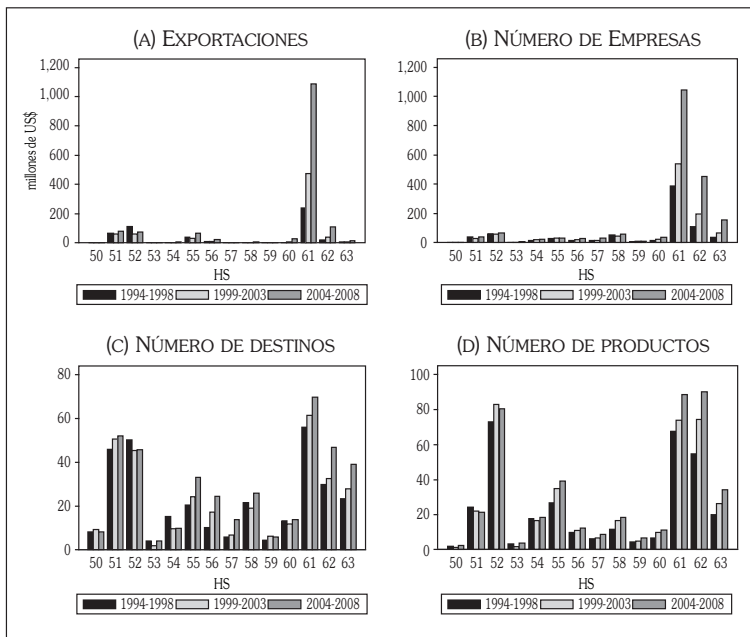 (A) EXPORTACIONES
millones de US$
1,200
1,000
800
600
400
200
0
50 51 52 53 54 55 56 57 58 59 60 61 62 63
HS
1994-1998 1999-2003 2004-2008
(B) NÚMERO DE EMPRESAS
1,200
1,000
800
600
400
200
0
50 51 52 53 54 55 56 57 58 59 60 61 62 63
HS
1994-1998 1999-2003 2004-2008
(C) NÚMERO DE DESTINOS
80
60
40
20
0
50 51 52 53 54 55 56 57 58 59 60 61 62 63
HS
1994-1998 1999-2003 2004-2008
(D) NÚMERO DE PRODUCTOS
100
80
60
40
20
0
50 51 52 53 54 55 56 57 58 59 60 61 62 63
HS
1994-1998 1999-2003 2004-2008